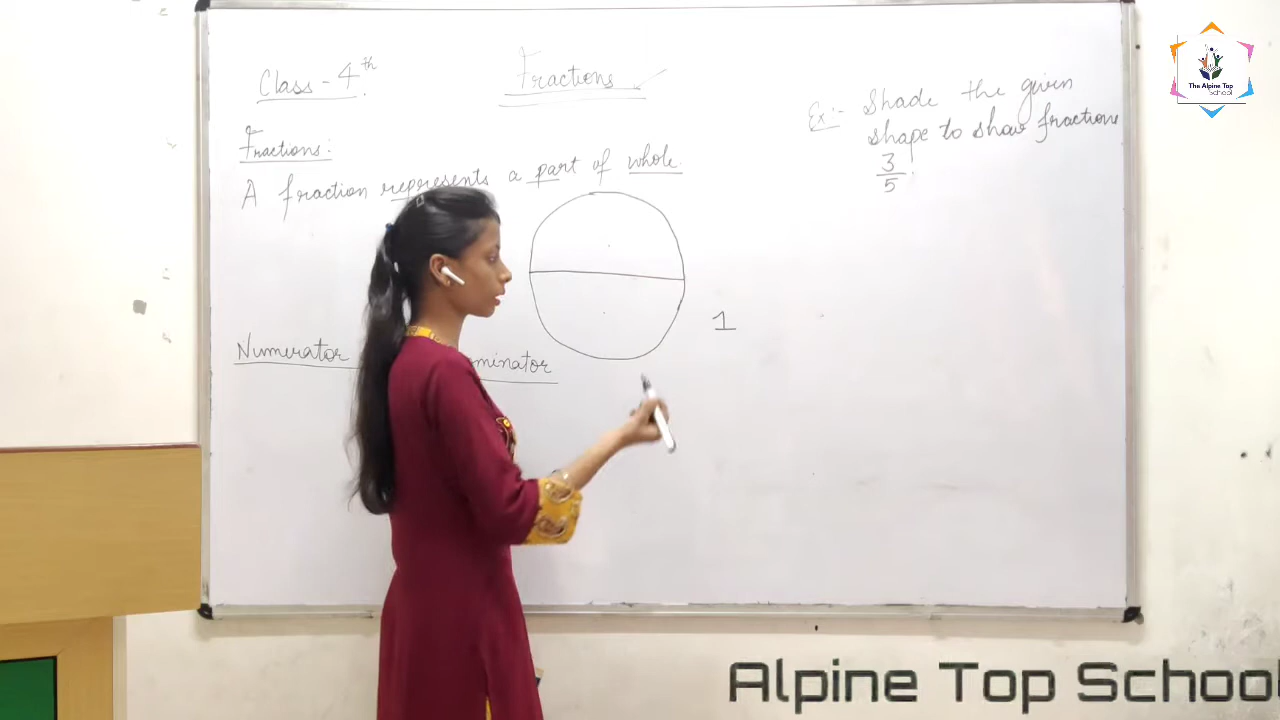 Class - 4th
Fractions
Fractions:
A fraction represents a part of whole.
1
Numerator minator
Ex:- Shade the given
shape to show fractions
3
5
The Alpine Top
School
Alpine Top School